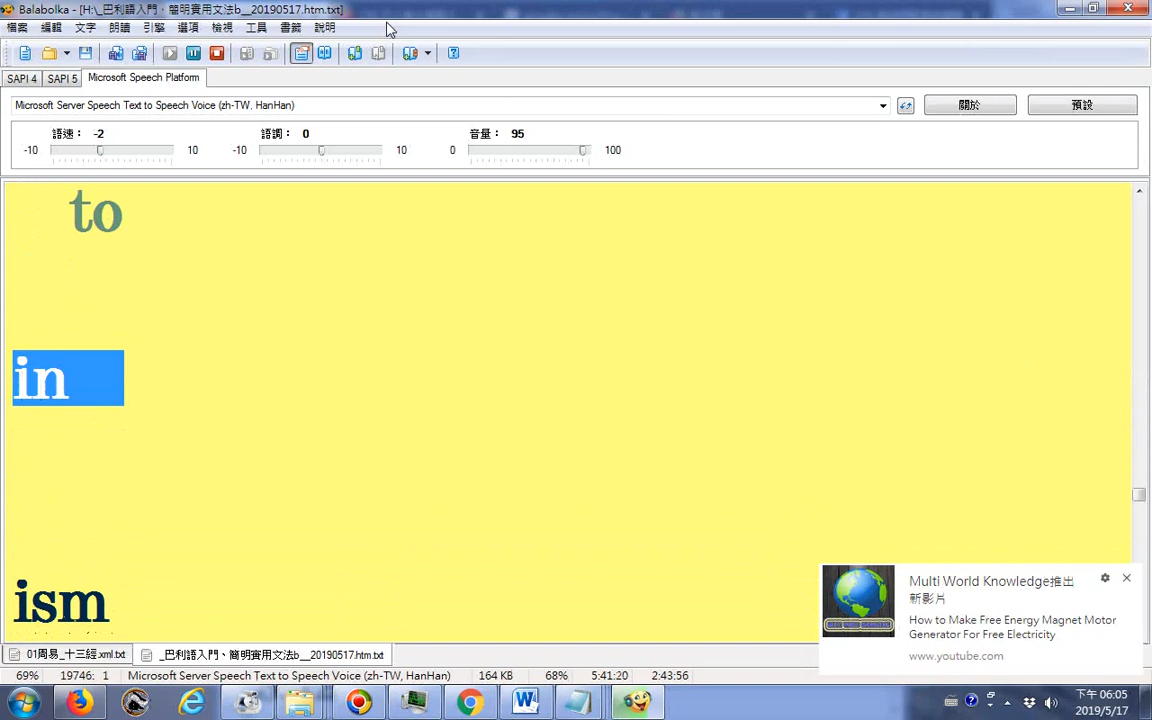 Balabolka - [H:\_巴利語入門、簡明實用文法b__20190517.htm.txt]
檔案 編輯 文字 朗讀 引擎 選項 檢視 工具 書籤 說明
SAPI 4 SAPI 5 Microsoft Speech Platform
Microsoft Server Speech Text to Speech Voice (zh-TW, HanHan)
關於 預設
語速： -2 語調： 0 音量： 95
-10 10 -10 10 0 100
to
in
ism
Multi World Knowledge推出
新影片
How to Make Free Energy Magnet Motor
Generator For Free Electricity
www.youtube.com
01周易_十三經.xml.txt _巴利語入門、簡明實用文法b__20190517.htm.txt
69% 19746: 1 Microsoft Server Speech Text to Speech Voice (zh-TW, HanHan) 164 KB 68% 5:41:20 2:43:56
下午 06:05
2019/5/17